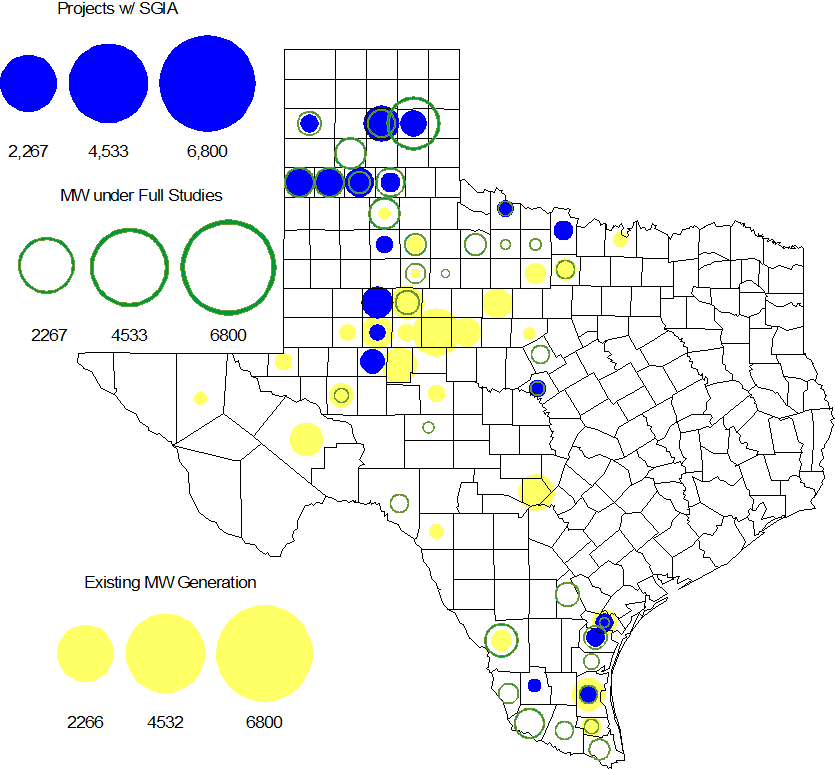 Projects w/ SGIA
2,267 4,533 6,800
MW under Full Studies
2267 4533 6800
Existing MW Generation
2266 4532 6800